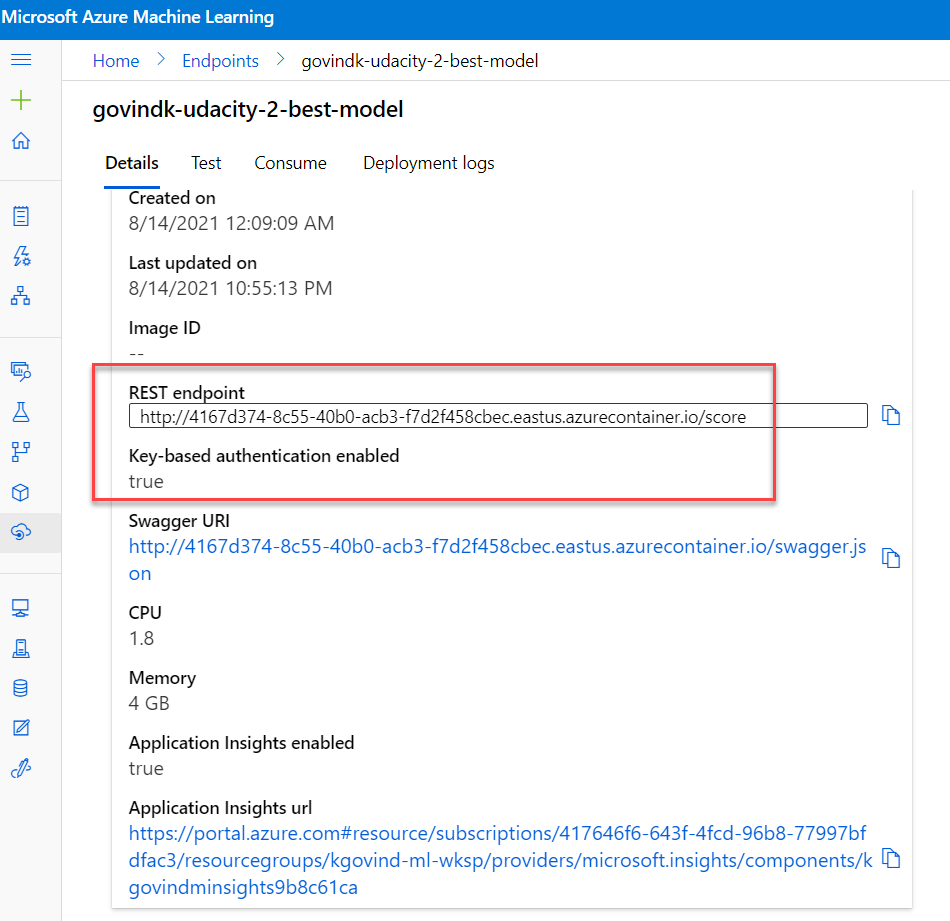 Microsoft Azure Machine Learning
Home > Endpoints > govindk-udacity-2-best-model
govindk-udacity-2-best-model
Details Test Consume Deployment logs
Created on
8/14/2021 12:09:09 AM
Last updated on
8/14/2021 10:55:13 PM
Image ID
--
REST endpoint
http://4167d374-8c55-40b0-acb3-f7d2f458cbec.eastus.azurecontainer.io/score
Key-based authentication enabled
true
Swagger URI
http://4167d374-8c55-40b0-acb3-f7d2f458cbec.eastus.azurecontainer.io/swagger.js
on
CPU
1.8
Memory
4 GB
Application Insights enabled
true
Application Insights url
https://portal.azure.com#resource/subscriptions/417646f6-643f-4fcd-96b8-77997bf
dfac3/resourcegroups/kgovind-ml-wksp/providers/microsoft.insights/components/k
govindminsights9b8c61ca